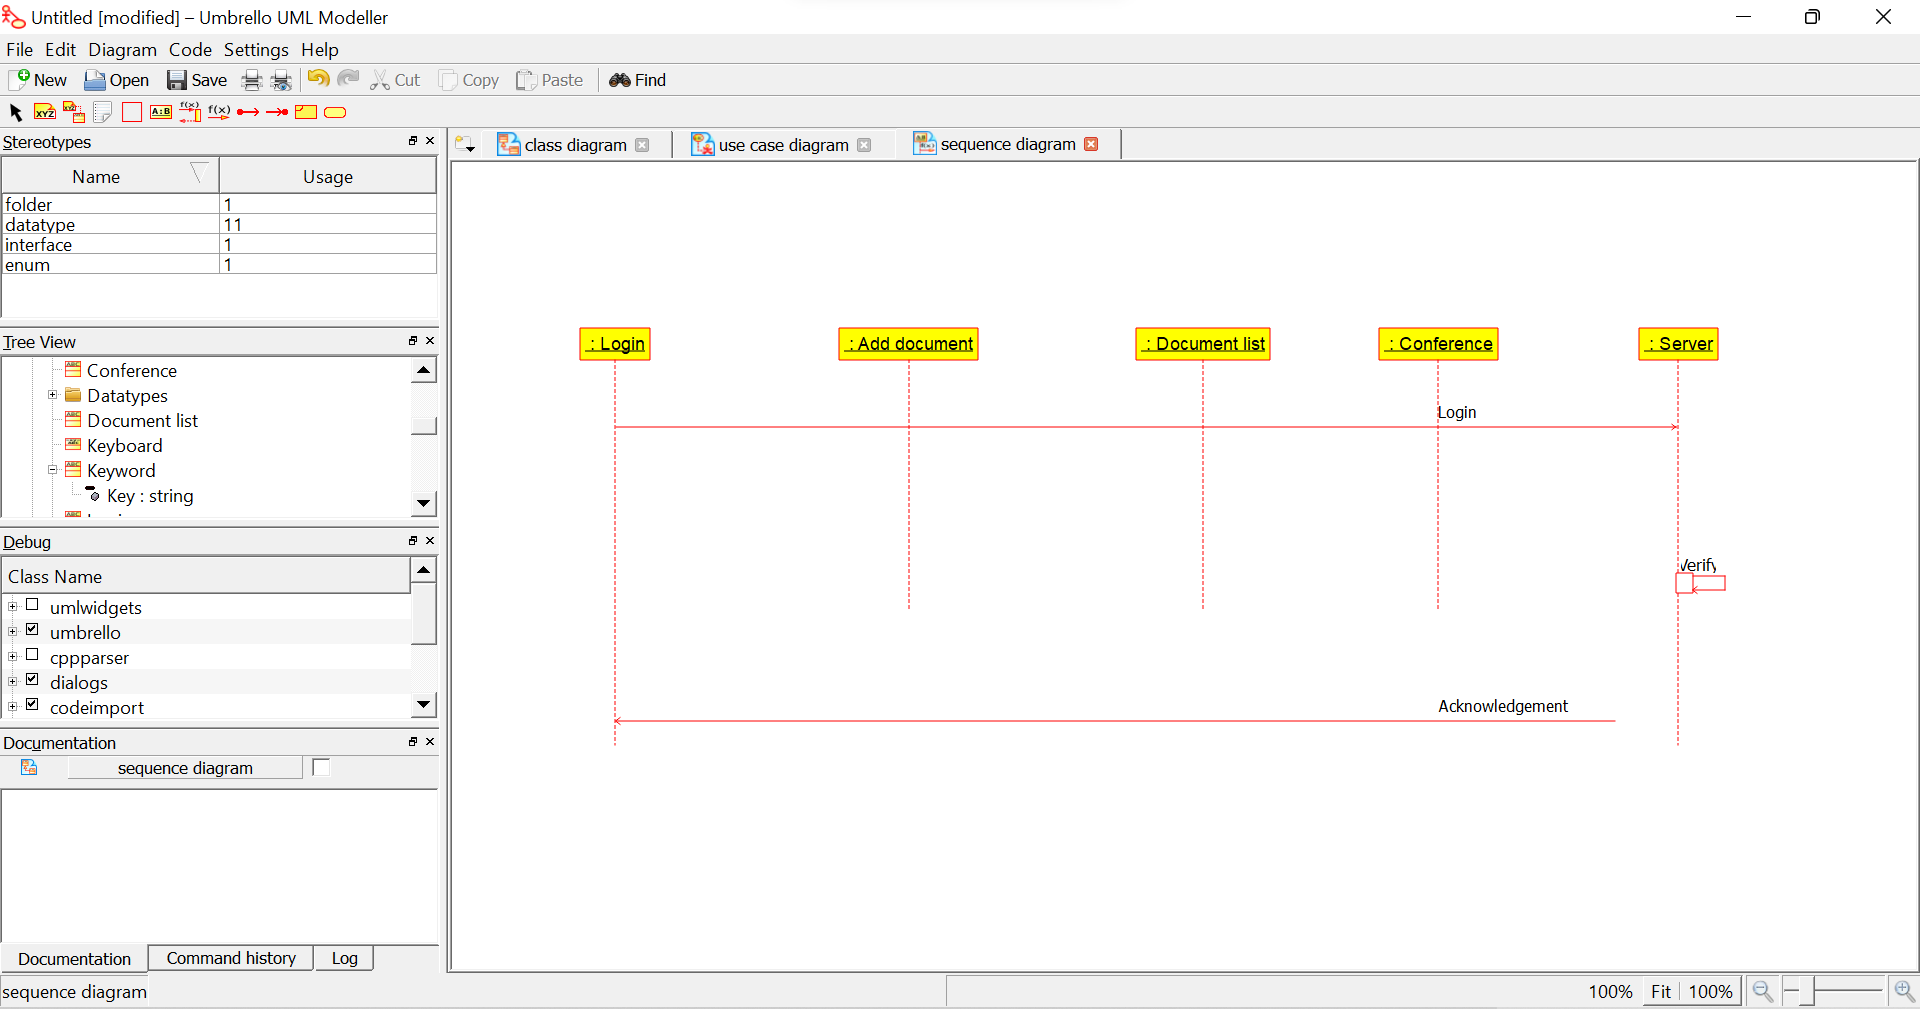 Untitled [modified] – Umbrello UML Modeller
File Edit Diagram Code Settings Help
New Open Save Cut Copy Paste Find
XYZ XYZ A:B f(x) f(x)
Stereotypes
Name Usage
folder 1
datatype 11
interface 1
enum 1
Tree View
Conference
Datatypes
Document list
Keyboard
Keyword
Key : string
Debug
Class Name
umlwidgets
umbrello
cppparser
dialogs
codeimport
Documentation
sequence diagram
Documentation Command history Log
class diagram use case diagram sequence diagram
: Login : Add document : Document list : Conference : Server
Login
Verify
Acknowledgement
sequence diagram
100% Fit 100%